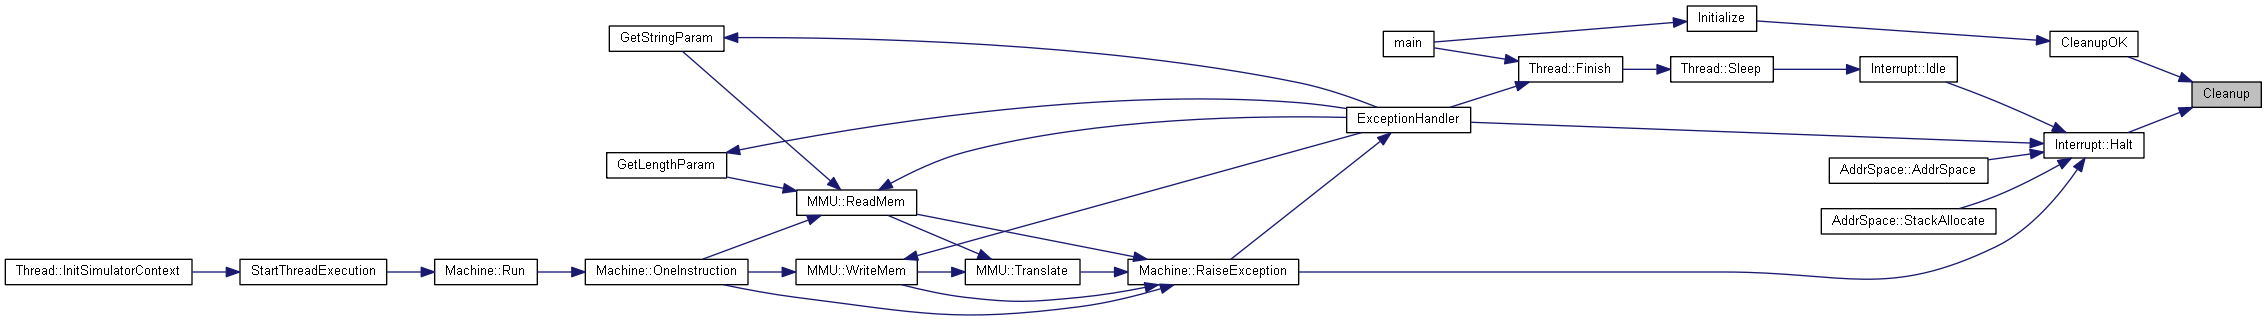 Initialize
GetStringParam
main
CleanupOK
Thread::Finish
Thread::Sleep
Interrupt::Idle
Cleanup
ExceptionHandler
Interrupt::Halt
GetLengthParam
AddrSpace::AddrSpace
MMU::ReadMem
AddrSpace::StackAllocate
Thread::InitSimulatorContext
StartThreadExecution
Machine::Run
Machine::OneInstruction
MMU::WriteMem
MMU::Translate
Machine::RaiseException